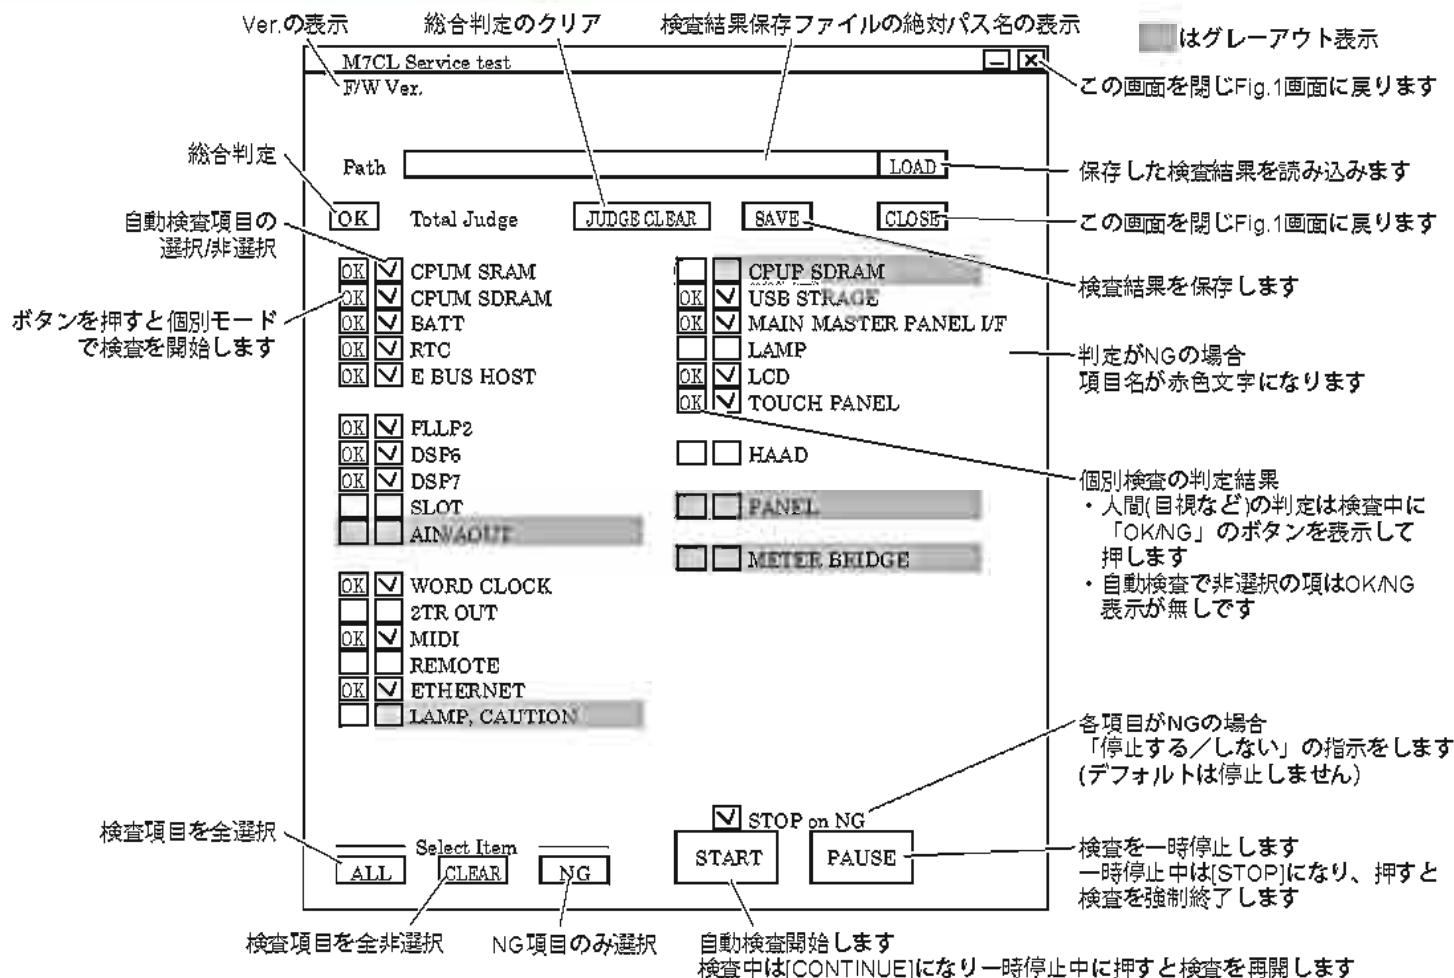 Ver.の表示
総合判定のクリア
検査結果保存ファイルの絶対パス名の表示
はグレーアウト表示
M7CL Service test
F/W Ver.
この画面を閉じFig.1画面に戻ります
総合判定
Path
LOAD
保存した検査結果を読み込みます
OK
Total Judge
JUDGE CLEAR
SAVE
CLOSE
この画面を閉じFig.1画面に戻ります
自動検査項目の
選択/非選択
検査結果を保存します
ボタンを押すと個別モード
で検査を開始します
OK CPUM SRAM
OK CPUM SDRAM
OK BATT
OK RTC
OK E BUS HOST
OK PLLP2
OK DSP6
OK DSP7
SLOT
AIN/AOUT
OK WORD CLOCK
2TR OUT
OK MIDI
REMOTE
OK ETHERNET
LAMP, CAUTION
CPUP SDRAM
OK USB STRAGE
OK MAIN MASTER PANEL I/F
LAMP
OK LCD
OK TOUCH PANEL
HAAD
PANEL
METER BRIDGE
判定がNGの場合
項目名が赤色文字になります
個別検査の判定結果
・人間(目視など)の判定は検査中に
「OK/NG」のボタンを表示して
押します
・自動検査で非選択の項はOK/NG
表示が無しです
各項目がNGの場合
「停止する／しない」の指示をします
(デフォルトは停止しません)
STOP on NG
検査項目を全選択
Select Item
ALL
CLEAR
NG
START
PAUSE
検査を一時停止します
一時停止中は[STOP]になり、押すと
検査を強制終了します
検査項目を全非選択
NG項目のみ選択
自動検査開始します
検査中は[CONTINUE]になり一時停止中に押すと検査を再開します